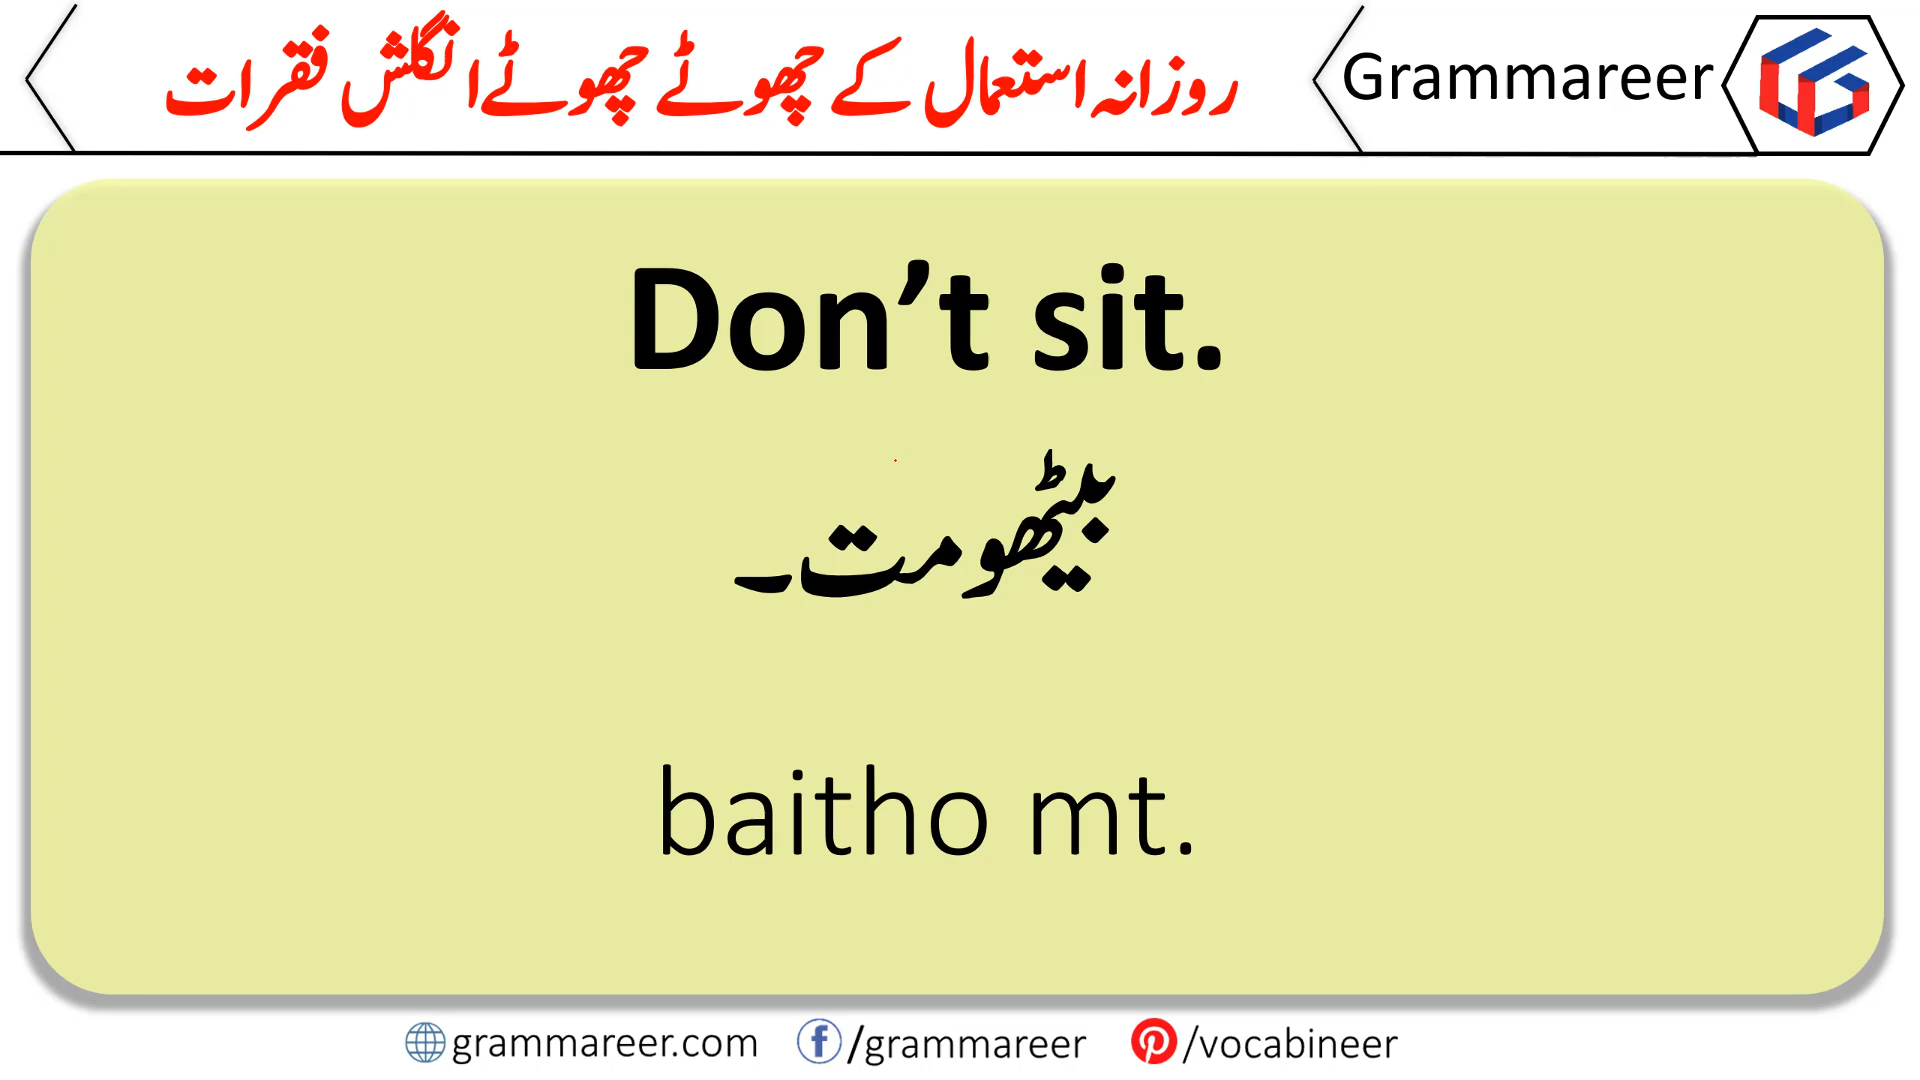 روزانہ استعمال کے چھوٹے چھوٹے انگلش فقرات
Grammareer
Don’t sit.
بیٹھو مت۔
baitho mt.
grammareer.com /grammareer /vocabineer